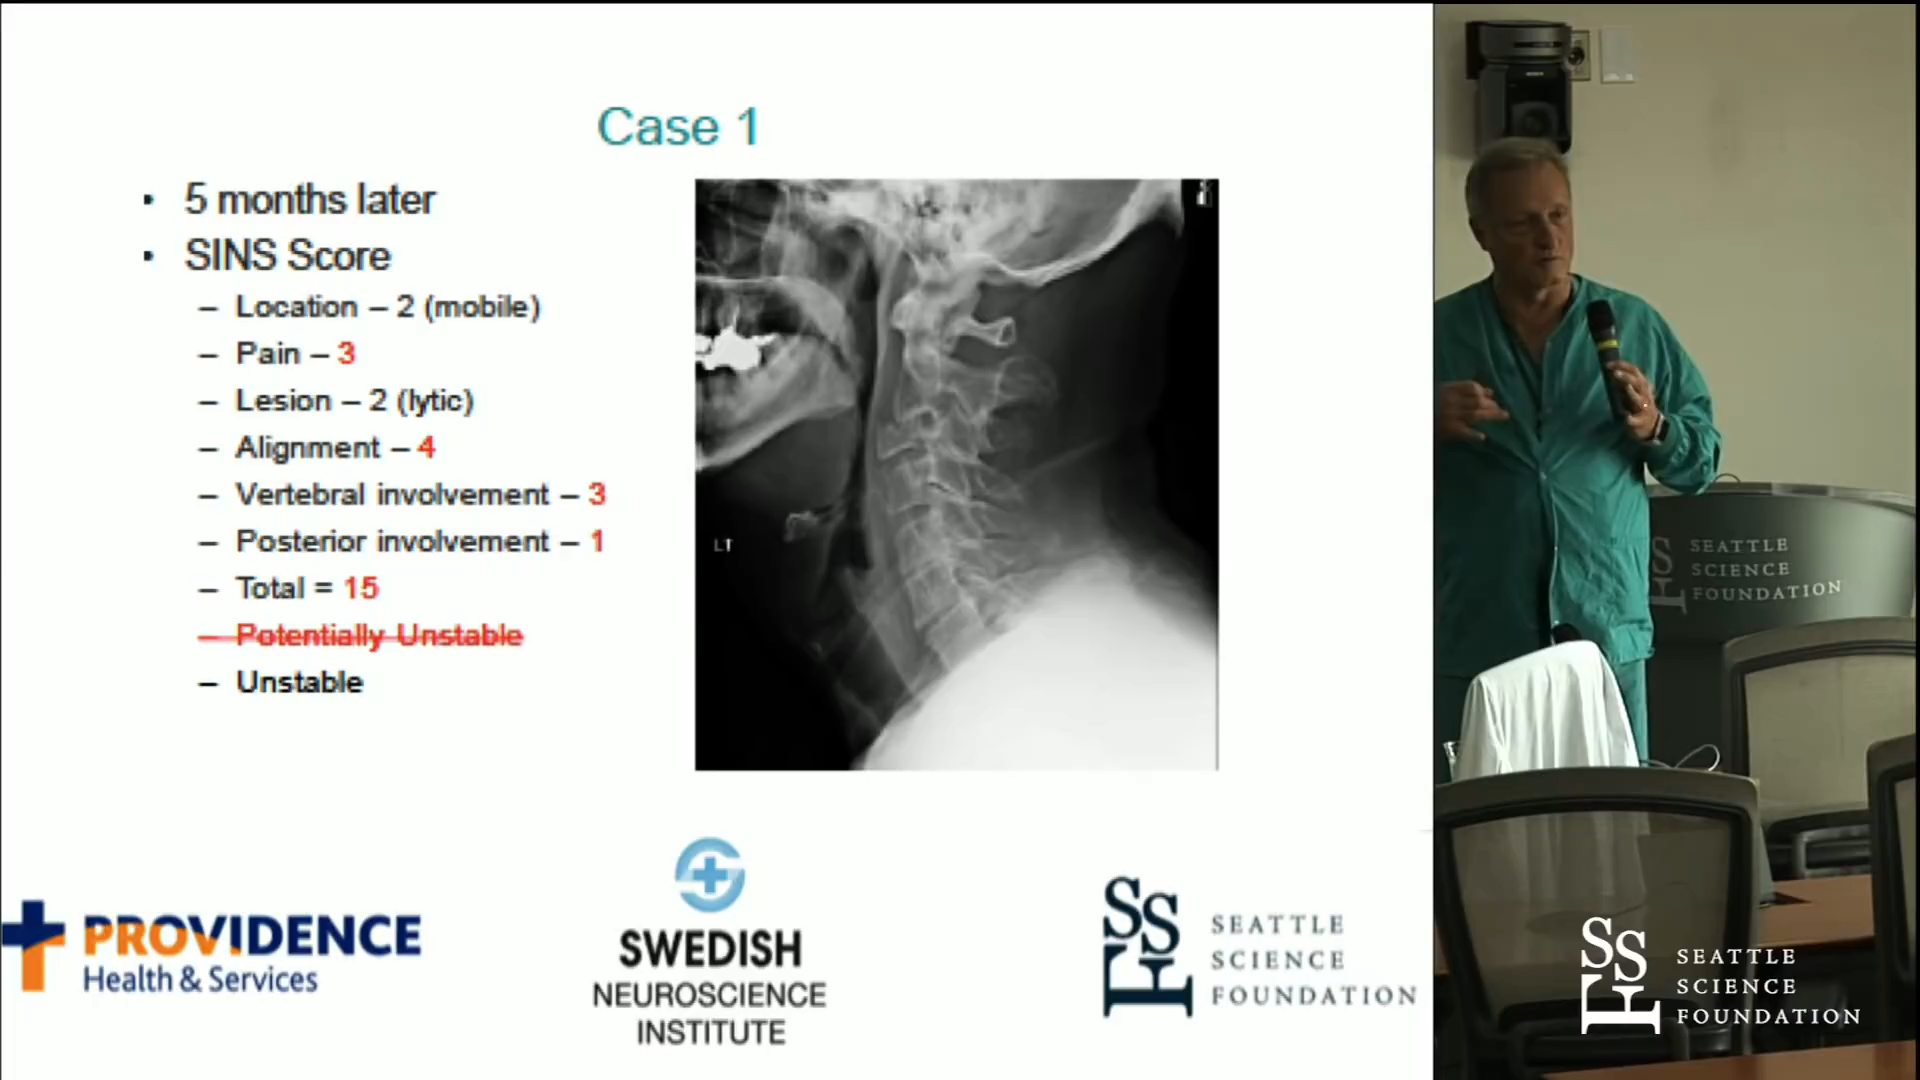 Case 1
• 5 months later
• SINS Score
– Location – 2 (mobile)
– Pain – 3
– Lesion – 2 (lytic)
– Alignment – 4
– Vertebral involvement – 3
– Posterior involvement – 1
– Total = 15
– Potentially Unstable
– Unstable
LT
PROVIDENCE
Health & Services
SWEDISH
NEUROSCIENCE
INSTITUTE
SSF
SEATTLE
SCIENCE
FOUNDATION
SEATTLE
SCIENCE
FOUNDATION
SSF
SEATTLE
SCIENCE
FOUNDATION